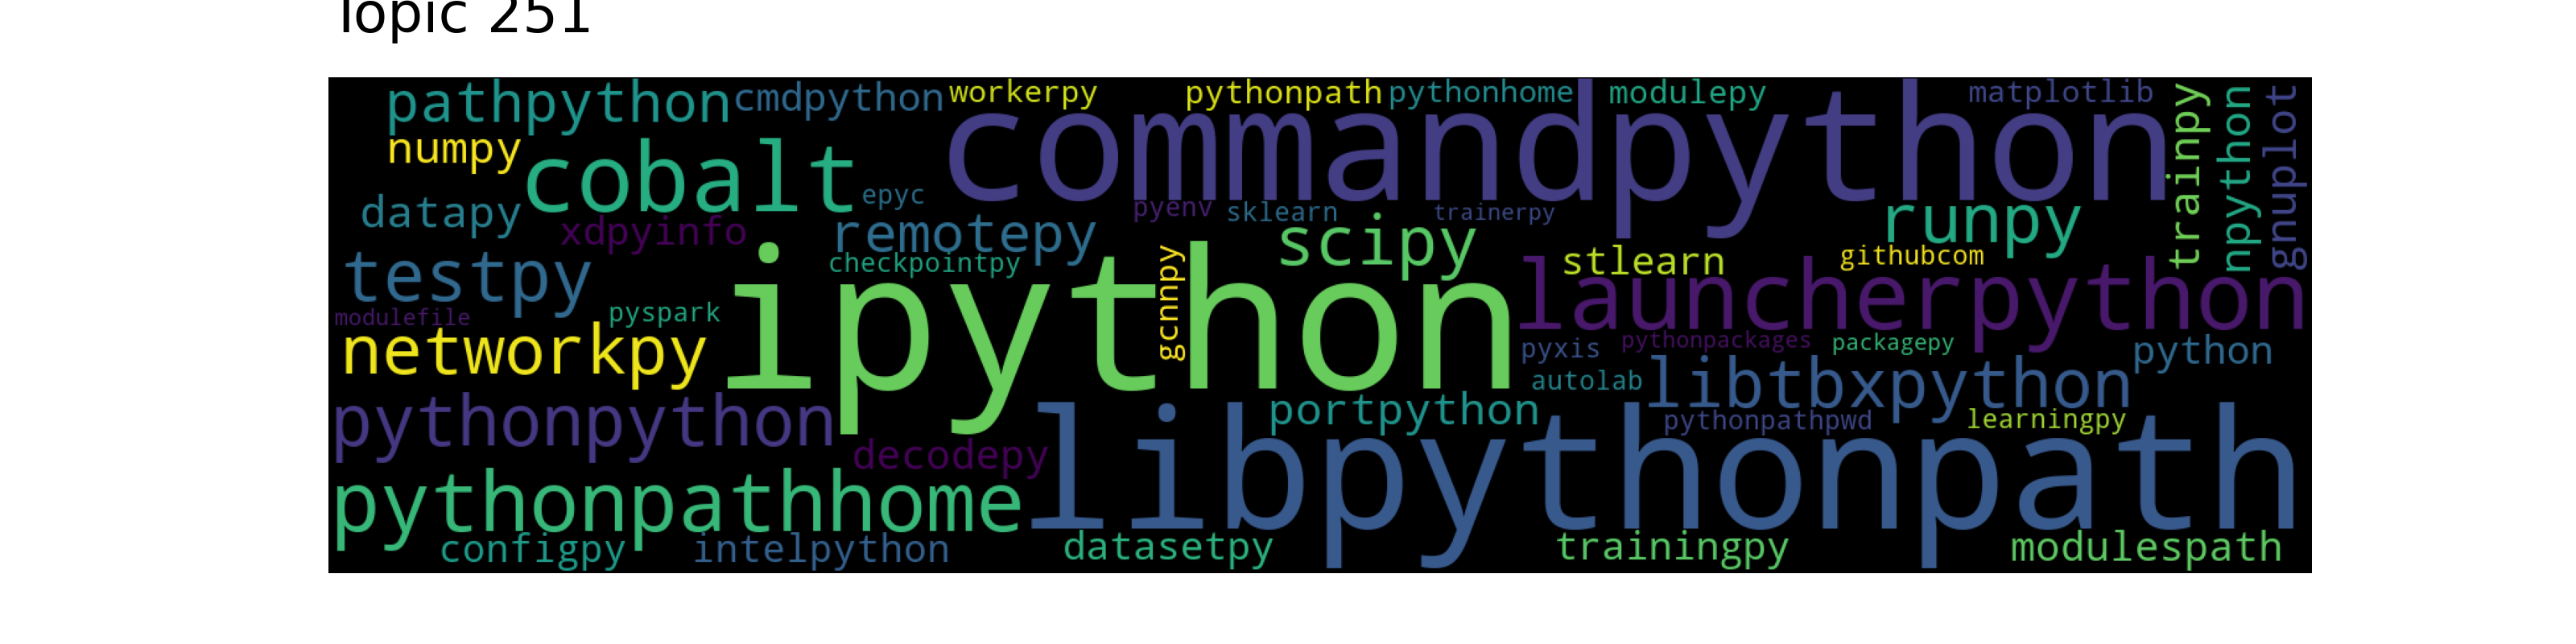 Topic 251
pathpython cmdpython workerpy pythonpath pythonhome modulepy matplotlib
numpy cobalt commandpython trainpy npython gnuplot
datapy epyc pyenv sklearn trainerpy runpy
xdpyinfo remotepy scipy
testpy checkpointpy ipython gcnnpy stlearn githubcom launcherpython
modulefile pyspark
networkpy pyxis pythonpackages packagepy python
autolab libtbxpython
pythonpython portpython pythonpathpwd learningpy
decodepy libpythonpath
pythonpathhome
configpy intelpython datasetpy trainingpy modulespath